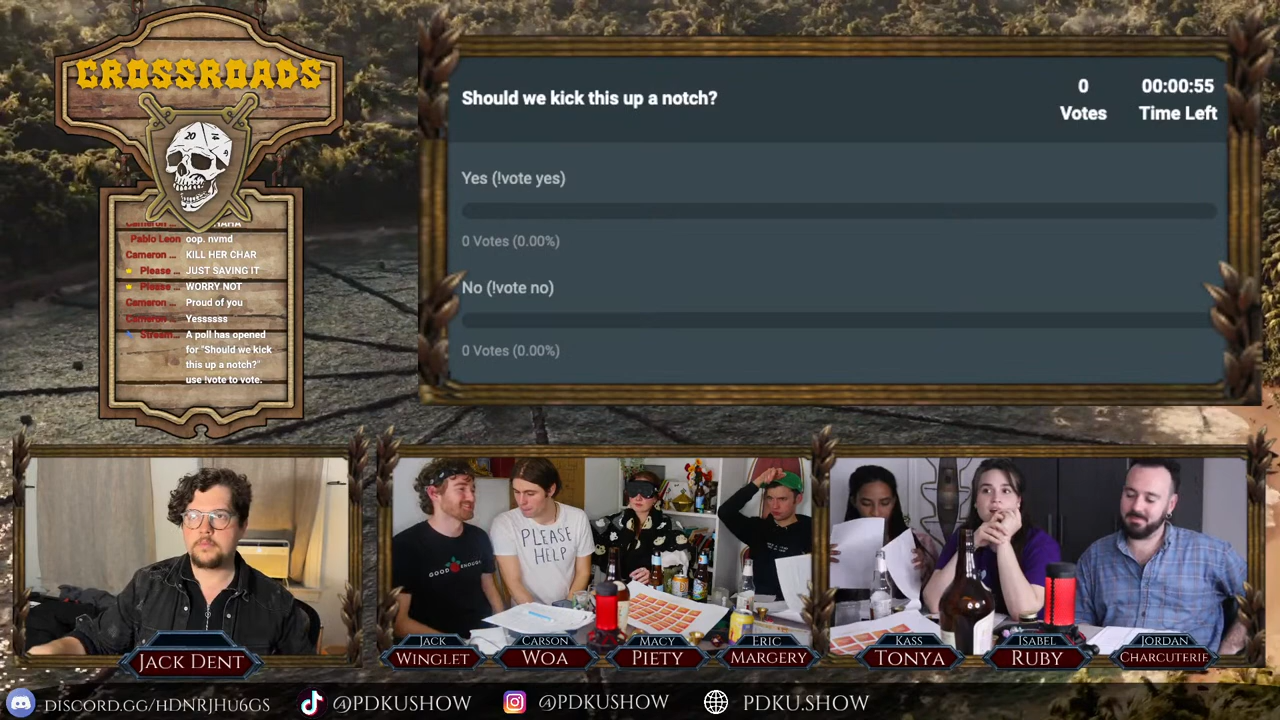 CROSSROADS
20
Pablo Leon oop. nvmd
Cameron ... KILL HER CHAR
Please ... JUST SAVING IT
Please ... WORRY NOT
Cameron ... Proud of you
Cameron ... Yessssss
Stream... A poll has opened
for "Should we kick
this up a notch?"
use !vote to vote.
Should we kick this up a notch?
0
Votes
00:00:55
Time Left
Yes (!vote yes)
0 Votes (0.00%)
No (!vote no)
0 Votes (0.00%)
GOOD ENOUGH
PLEASE
HELP
JACK DENT
JACK
WINGLET
CARSON
WOA
MACY
PIETY
ERIC
MARGERY
KASS
TONYA
ISABEL
RUBY
JORDAN
CHARCUTERIE
DISCORD.GG/HDNRJHU6GS
@PDKUSHOW
@PDKUSHOW
PDKU.SHOW